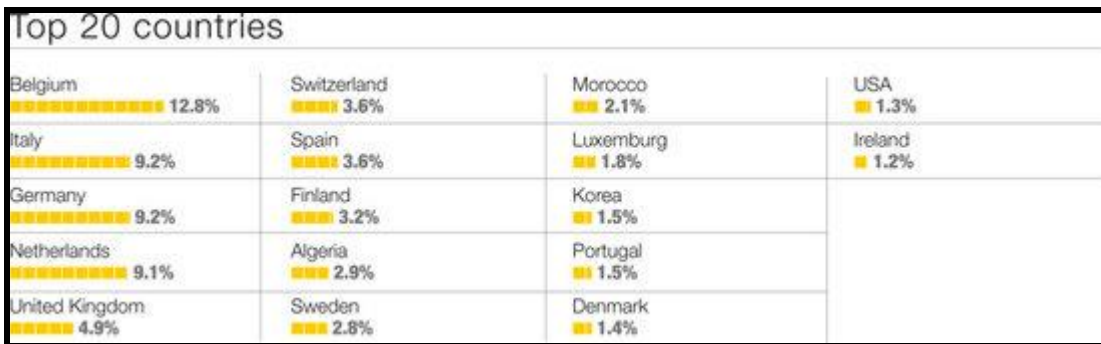 Top 20 countries
Belgium
12.8%
Italy
9.2%
Germany
9.2%
Netherlands
9.1%
United Kingdom
4.9%
Switzerland
3.6%
Spain
3.6%
Finland
3.2%
Algeria
2.9%
Sweden
2.8%
Morocco
2.1%
Luxemburg
1.8%
Korea
1.5%
Portugal
1.5%
Denmark
1.4%
USA
1.3%
Ireland
1.2%